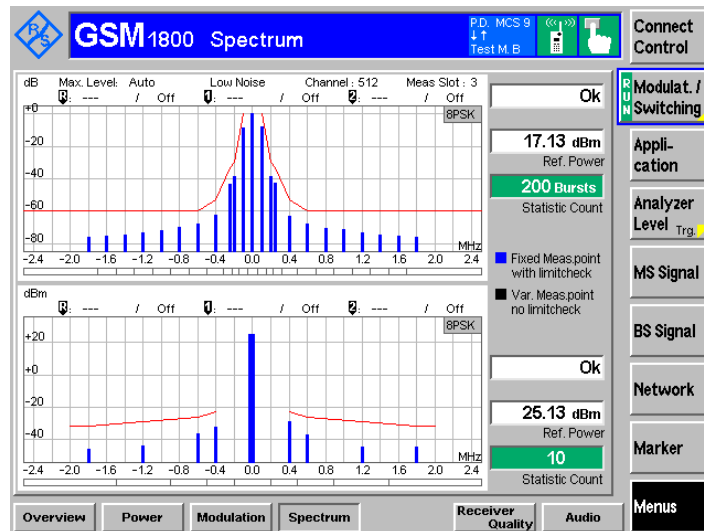 R&S
GSM 1800 Spectrum
P.D. MCS 9
↓↑
Test M. B
Connect
Control
dB Max. Level: Auto Low Noise Channel : 512 Meas Slot : 3
R: --- / Off 1: --- / Off 2: --- / Off
8PSK
+0
-20
-40
-60
-80
MHz
-2.4 -2.0 -1.6 -1.2 -0.8 -0.4 0.0 0.4 0.8 1.2 1.6 2.0 2.4
Ok
17.13 dBm
Ref. Power
200 Bursts
Statistic Count
Fixed Meas.point
with limitcheck
Var. Meas.point
no limitcheck
dBm
R: --- / Off 1: --- / Off 2: --- / Off
8PSK
+20
+0
-20
-40
MHz
-2.4 -2.0 -1.6 -1.2 -0.8 -0.4 0.0 0.4 0.8 1.2 1.6 2.0 2.4
Ok
25.13 dBm
Ref. Power
10
Statistic Count
RUN
Modulat. /
Switching
Appli-
cation
Analyzer
Level Trg.
MS Signal
BS Signal
Network
Marker
Menus
Overview Power Modulation Spectrum Receiver Quality Audio